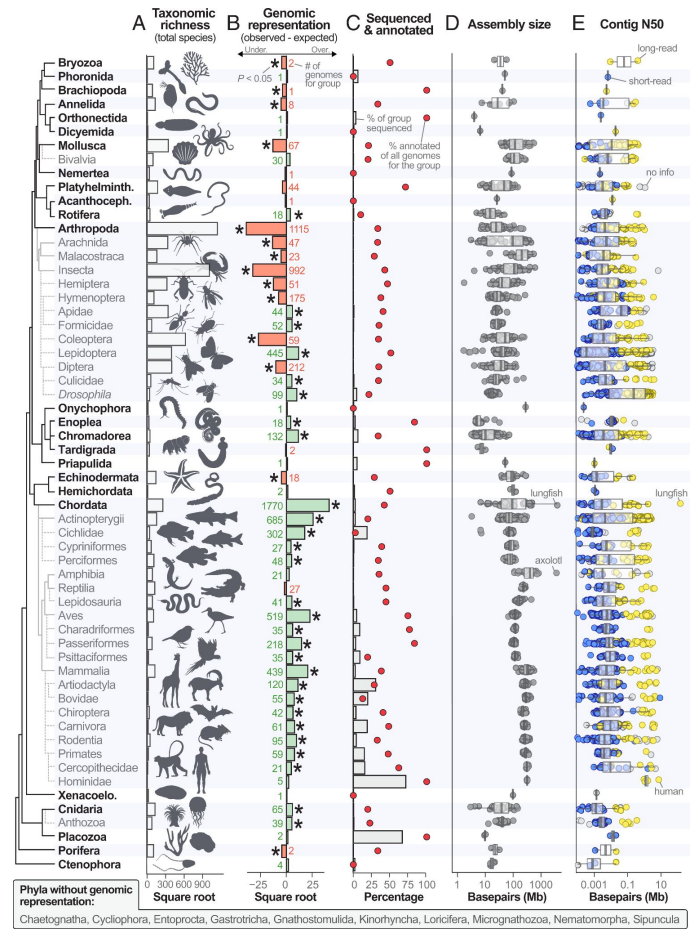 A Taxonomic richness (total species)
B Genomic representation (observed - expected)
C Sequenced & annotated
D Assembly size
E Contig N50
Under. Over.
P < 0.05
# of genomes for group
% of group sequenced
% annotated of all genomes for the group
long-read
short-read
no info
Bryozoa 2
Phoronida 1
Brachiopoda 1
Annelida 8
Orthonectida 1
Dicyemida 1
Mollusca 67
Bivalvia 30
Nemertea 1
Platyhelminth. 44
Acanthoceph. 1
Rotifera 18
Arthropoda 1115
Arachnida 47
Malacostraca 23
Insecta 992
Hemiptera 51
Hymenoptera 175
Apidae 44
Formicidae 52
Coleoptera 59
Lepidoptera 445
Diptera 212
Culicidae 34
Drosophila 99
Onychophora 1
Enoplea 18
Chromadorea 132
Tardigrada 2
Priapulida 1
Echinodermata 18
Hemichordata 2
Chordata 1770 lungfish lungfish
Actinopterygii 685
Cichlidae 302
Cypriniformes 27
Perciformes 48
Amphibia 21 axolotl
Reptilia 27
Lepidosauria 41
Aves 519
Charadriformes 35
Passeriformes 218
Psittaciformes 35
Mammalia 439
Artiodactyla 120
Bovidae 55
Chiroptera 42
Carnivora 61
Rodentia 95
Primates 59
Cercopithecidae 21
Hominidae 5 human
Xenacoelo. 1
Cnidaria 65
Anthozoa 39
Placozoa 2
Porifera 2
Ctenophora 4
0 300 600 900
−25 0 25
0 25 50 75 100
1 10 100 1000
0.001 0.1 10
Square root
Square root
Percentage
Basepairs (Mb)
Basepairs (Mb)
Phyla without genomic representation:
Chaetognatha, Cycliophora, Entoprocta, Gastrotricha, Gnathostomulida, Kinorhyncha, Loricifera, Micrognathozoa, Nematomorpha, Sipuncula